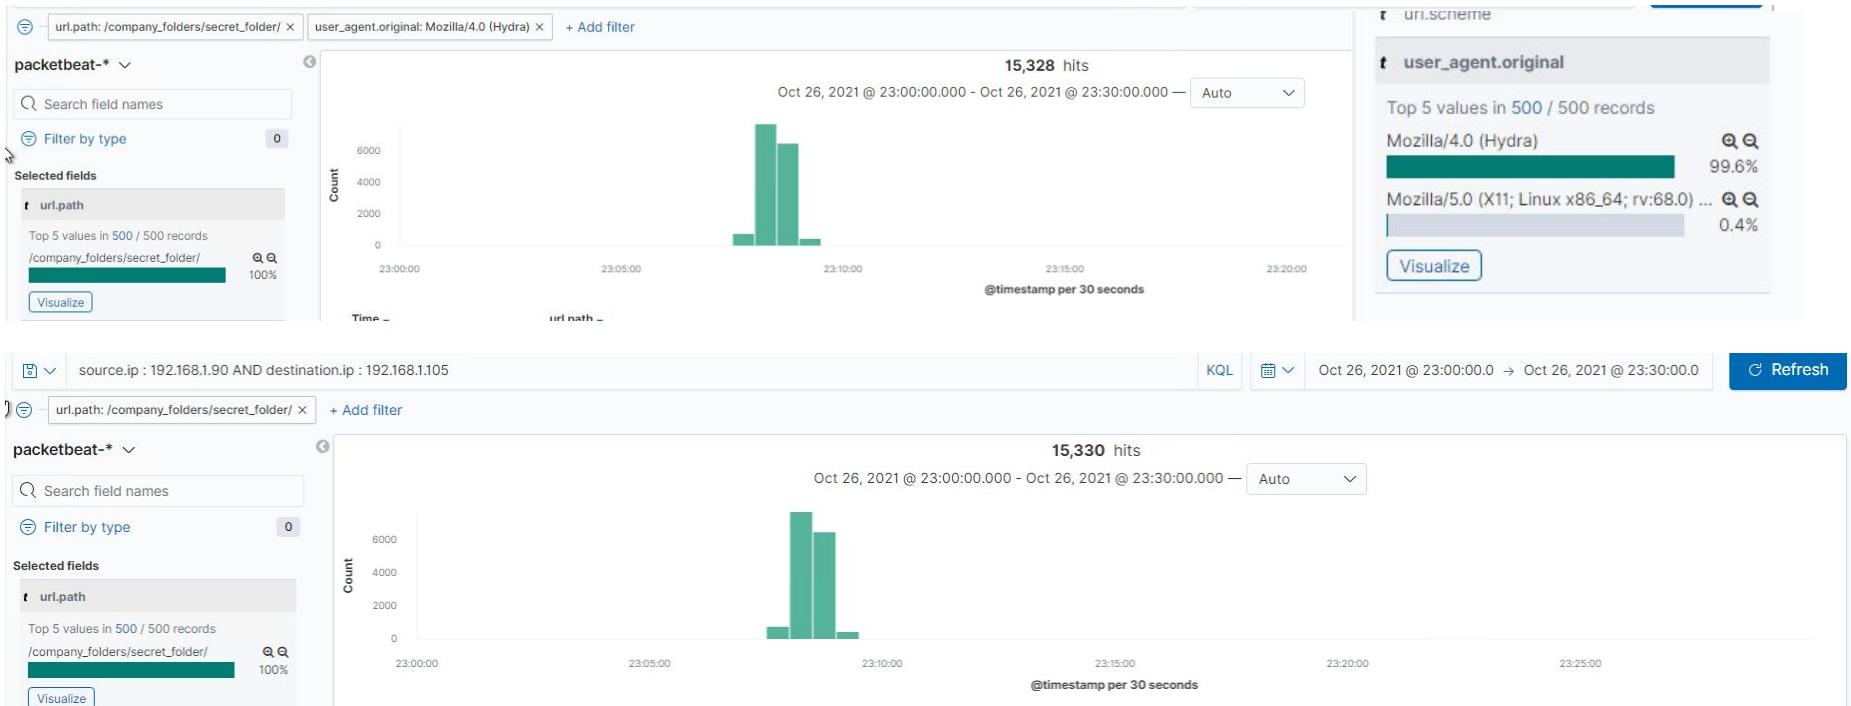 url.path: /company_folders/secret_folder/ ×
user_agent.original: Mozilla/4.0 (Hydra) ×
+ Add filter
packetbeat-*
Search field names
Filter by type
0
Selected fields
t url.path
Top 5 values in 500 / 500 records
/company_folders/secret_folder/
100%
Visualize
15,328 hits
Oct 26, 2021 @ 23:00:00.000 - Oct 26, 2021 @ 23:30:00.000 —
Auto
Count
6000
4000
2000
0
23:00:00
23:05:00
23:10:00
23:15:00
23:20:00
@timestamp per 30 seconds
Time
url.path
t url.scheme
t user_agent.original
Top 5 values in 500 / 500 records
Mozilla/4.0 (Hydra)
99.6%
Mozilla/5.0 (X11; Linux x86_64; rv:68.0) ...
0.4%
Visualize
source.ip : 192.168.1.90 AND destination.ip : 192.168.1.105
KQL
Oct 26, 2021 @ 23:00:00.0 → Oct 26, 2021 @ 23:30:00.0
Refresh
url.path: /company_folders/secret_folder/ ×
+ Add filter
packetbeat-*
Search field names
Filter by type
0
Selected fields
t url.path
Top 5 values in 500 / 500 records
/company_folders/secret_folder/
100%
Visualize
15,330 hits
Oct 26, 2021 @ 23:00:00.000 - Oct 26, 2021 @ 23:30:00.000 —
Auto
Count
6000
4000
2000
0
23:00:00
23:05:00
23:10:00
23:15:00
23:20:00
23:25:00
@timestamp per 30 seconds